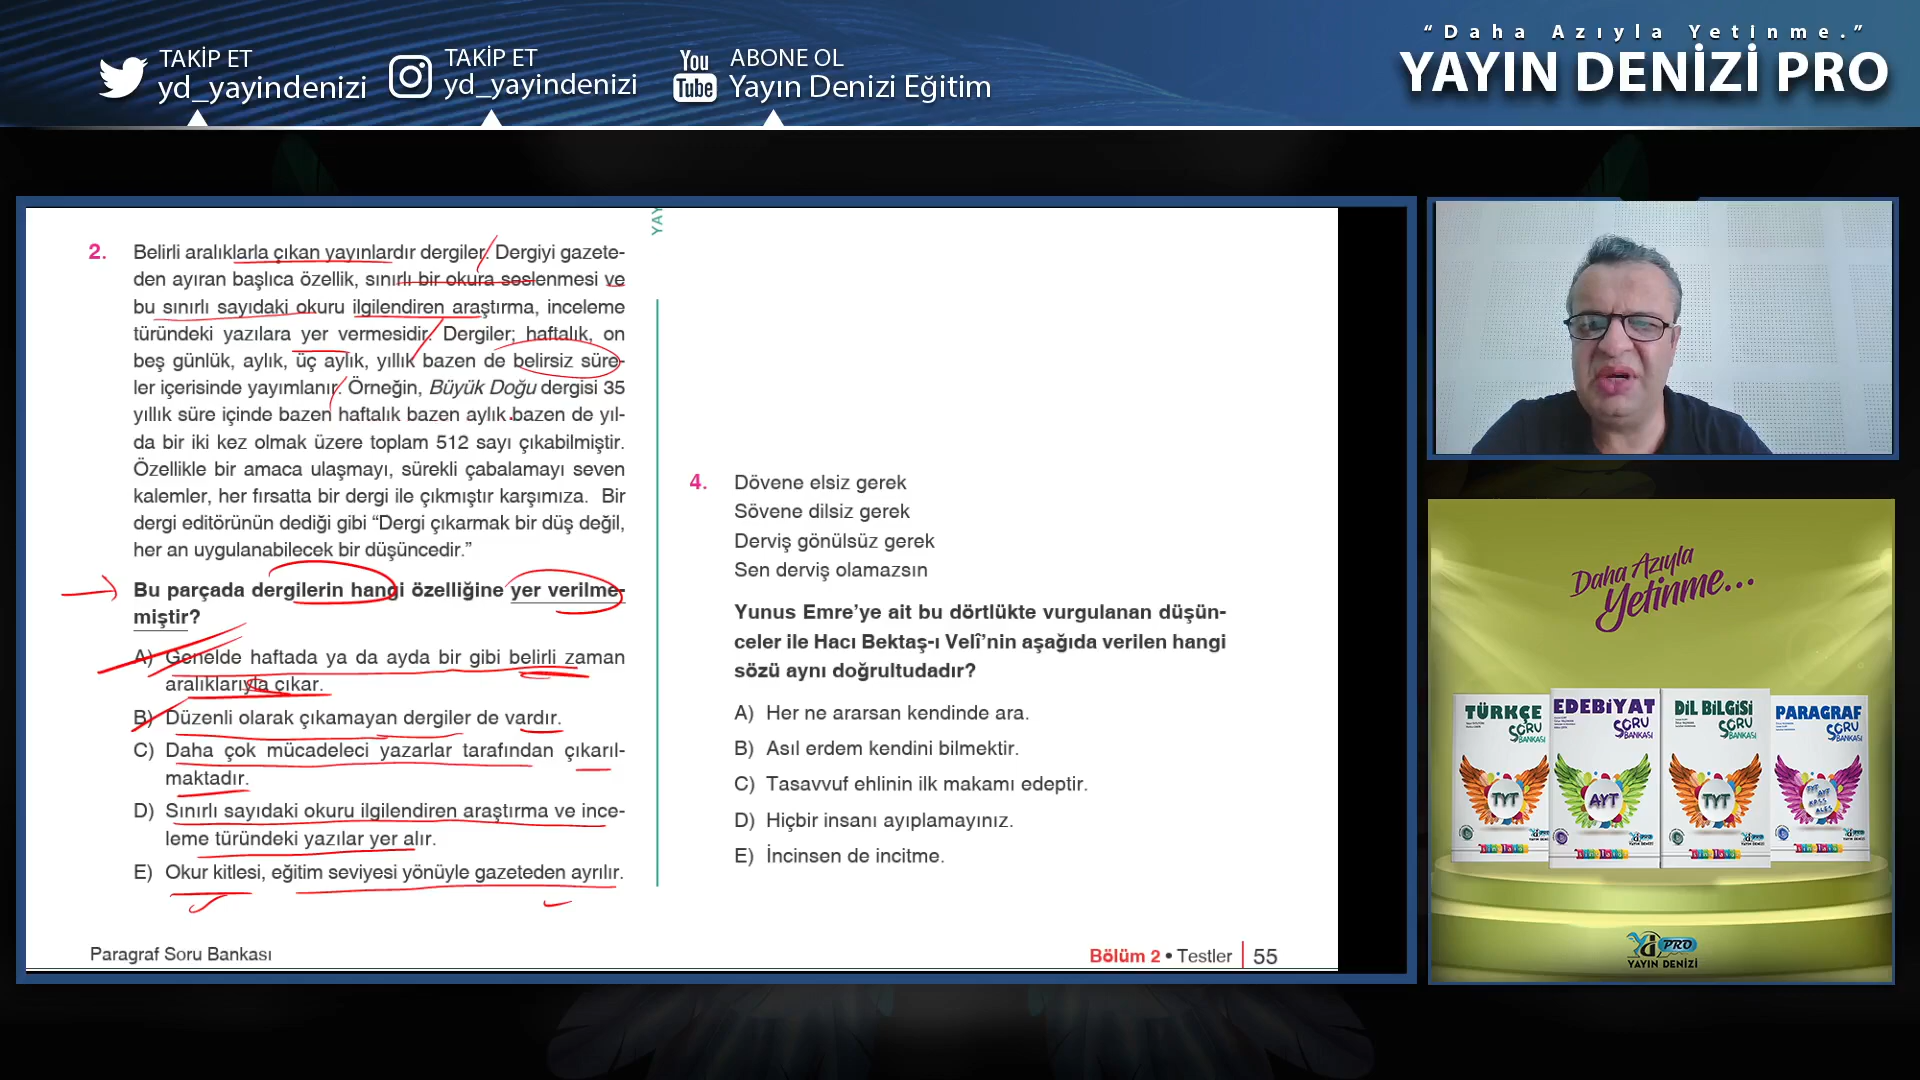 TAKİP ET
yd_yayindenizi
TAKİP ET
yd_yayindenizi
You
Tube
ABONE OL
Yayın Denizi Eğitim
“Daha Azıyla Yetinme.”
YAYIN DENİZİ PRO
YAY
2. Belirli aralıklarla çıkan yayınlardır dergiler. Dergiyi gazete-
den ayıran başlıca özellik, sınırlı bir okura seslenmesi ve
bu sınırlı sayıdaki okuru ilgilendiren araştırma, inceleme
türündeki yazılara yer vermesidir. Dergiler; haftalık, on
beş günlük, aylık, üç aylık, yıllık bazen de belirsiz süre-
ler içerisinde yayımlanır. Örneğin, Büyük Doğu dergisi 35
yıllık süre içinde bazen haftalık bazen aylık bazen de yıl-
da bir iki kez olmak üzere toplam 512 sayı çıkabilmiştir.
Özellikle bir amaca ulaşmayı, sürekli çabalamayı seven
kalemler, her fırsatta bir dergi ile çıkmıştır karşımıza. Bir
dergi editörünün dediği gibi “Dergi çıkarmak bir düş değil,
her an uygulanabilecek bir düşüncedir.”
Bu parçada dergilerin hangi özelliğine yer verilme-
miştir?
A) Genelde haftada ya da ayda bir gibi belirli zaman
aralıklarıyla çıkar.
B) Düzenli olarak çıkamayan dergiler de vardır.
C) Daha çok mücadeleci yazarlar tarafından çıkarıl-
maktadır.
D) Sınırlı sayıdaki okuru ilgilendiren araştırma ve ince-
leme türündeki yazılar yer alır.
E) Okur kitlesi, eğitim seviyesi yönüyle gazeteden ayrılır.
4. Dövene elsiz gerek
Sövene dilsiz gerek
Derviş gönülsüz gerek
Sen derviş olamazsın
Yunus Emre’ye ait bu dörtlükte vurgulanan düşün-
celer ile Hacı Bektaş-ı Velî’nin aşağıda verilen hangi
sözü aynı doğrultudadır?
A) Her ne ararsan kendinde ara.
B) Asıl erdem kendini bilmektir.
C) Tasavvuf ehlinin ilk makamı edeptir.
D) Hiçbir insanı ayıplamayınız.
E) İncinsen de incitme.
Paragraf Soru Bankası
Bölüm 2 • Testler 55
Daha Azıyla
Yetinme...
TÜRKÇE
SORU
BANKASI
TYT
EDEBİYAT
SORU
BANKASI
AYT
DİL BİLGİSİ
SORU
BANKASI
TYT
PARAGRAF
SORU
BANKASI
PRO
YAYIN DENİZİ